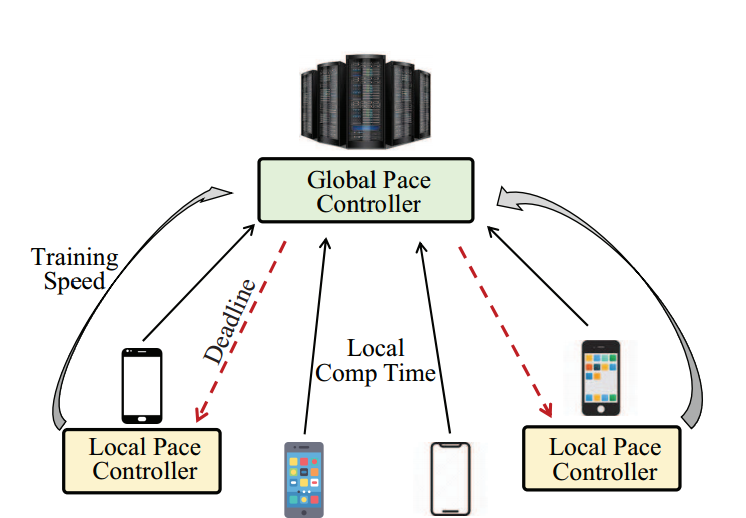 Global Pace
Controller
Training
Speed
Deadline
Local
Comp Time
Local Pace
Controller
Local Pace
Controller